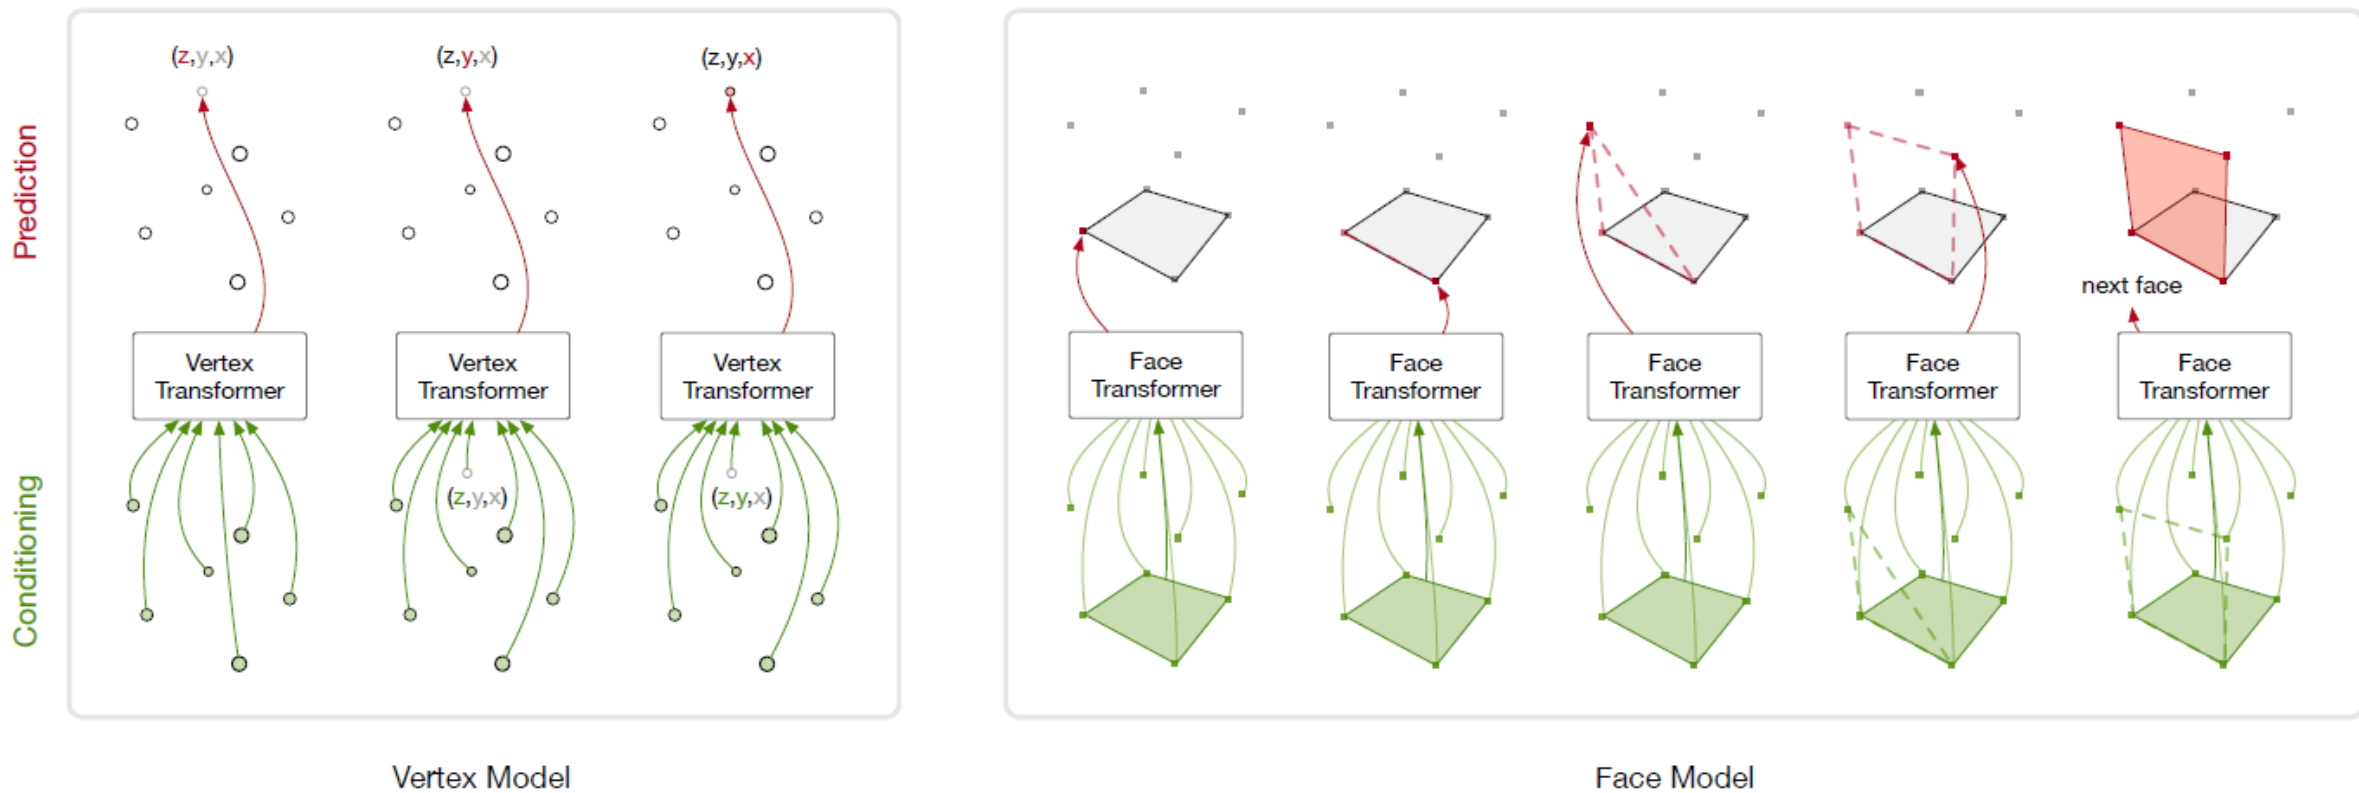 (z,y,x)
(z,y,x)
(z,y,x)
Prediction
next face
Vertex
Transformer
Vertex
Transformer
Vertex
Transformer
Face
Transformer
Face
Transformer
Face
Transformer
Face
Transformer
Face
Transformer
Conditioning
(z,y,x)
(z,y,x)
Vertex Model
Face Model